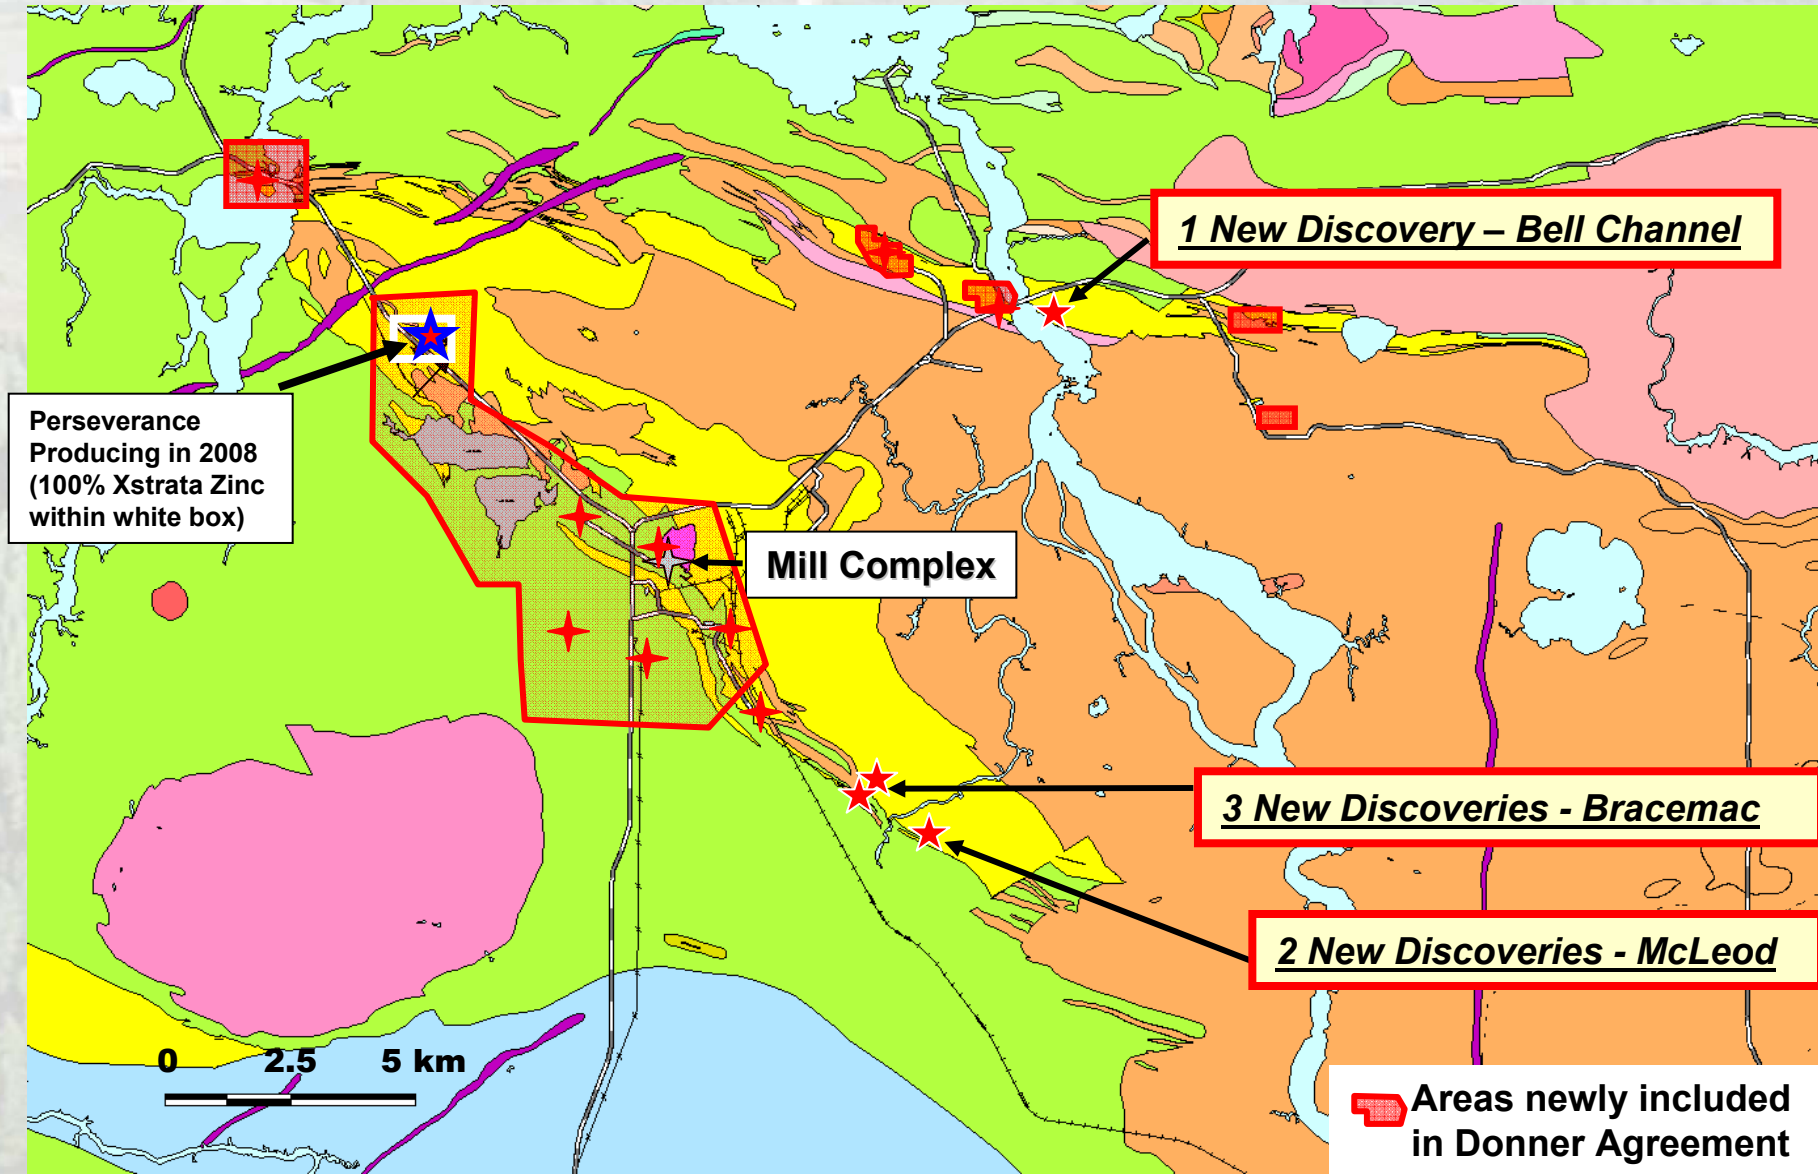 1 New Discovery – Bell Channel
Perseverance
Producing in 2008
(100% Xstrata Zinc
within white box)
Mill Complex
3 New Discoveries - Bracemac
2 New Discoveries - McLeod
0 2.5 5 km
Areas newly included
in Donner Agreement